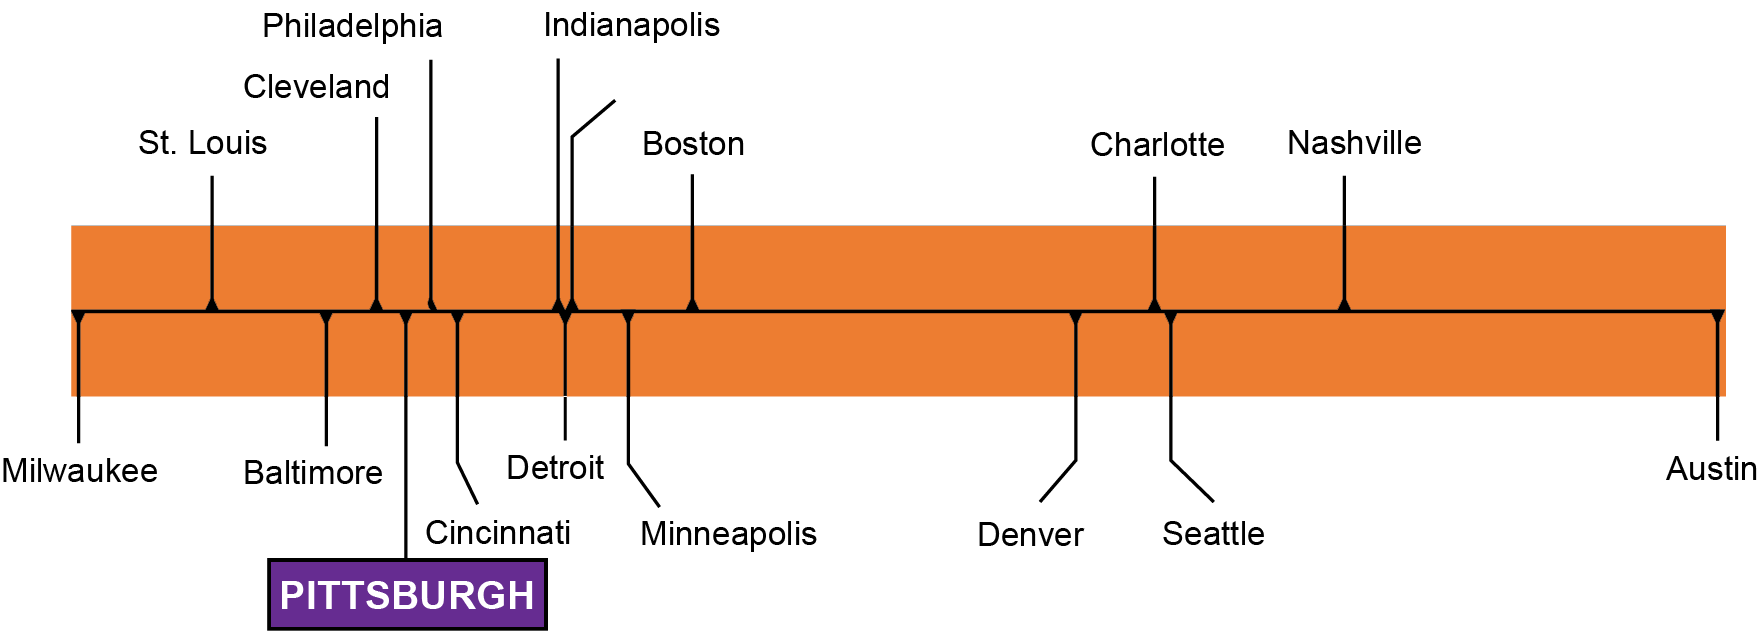 Philadelphia
Indianapolis
Cleveland
St. Louis
Boston
Charlotte
Nashville
Milwaukee
Baltimore
Detroit
Austin
Cincinnati
Minneapolis
Denver
Seattle
PITTSBURGH